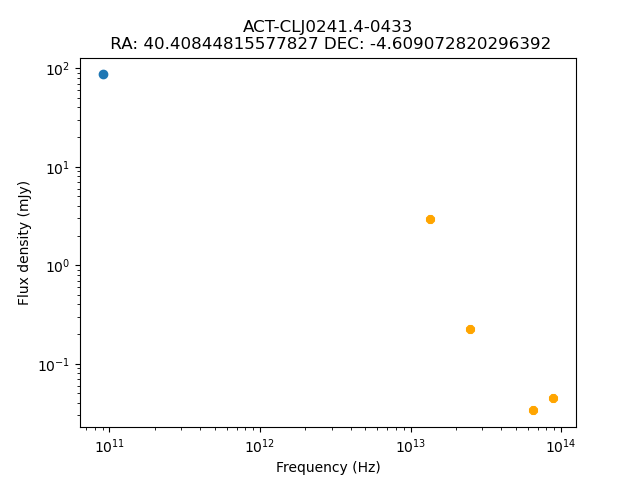 ACT-CLJ0241.4-0433
RA: 40.40844815577827 DEC: -4.609072820296392
Flux density (mJy)
10²
10¹
10⁰
10⁻¹
10¹¹ 10¹² 10¹³ 10¹⁴
Frequency (Hz)